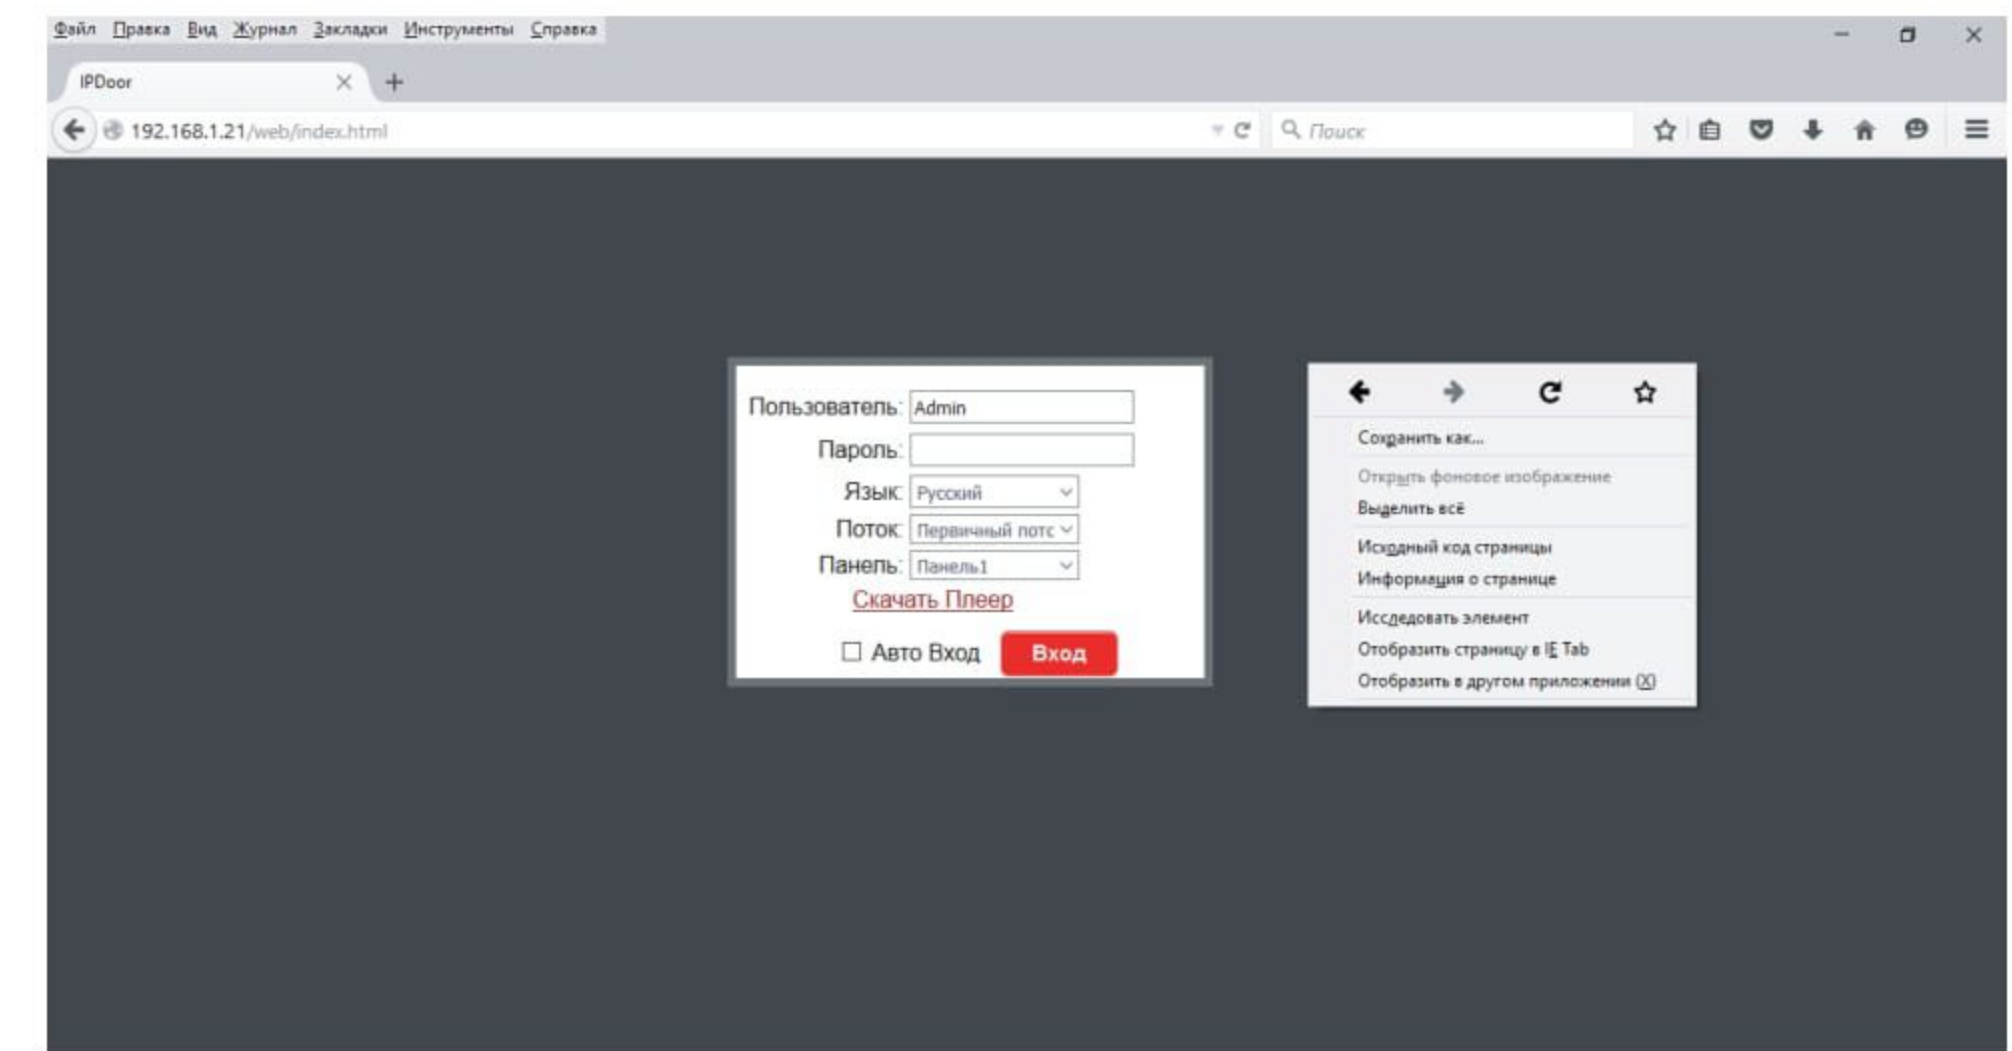 Файл Правка Вид Журнал Закладки Инструменты Справка
IPDoor
192.168.1.21/web/index.html
Поиск
Пользователь: Admin
Пароль:
Язык: Русский
Поток: Первичный пото
Панель: Панель1
Скачать Плеер
Авто Вход Вход
Сохранить как...
Открыть фоновое изображение
Выделить всё
Исходный код страницы
Информация о странице
Исследовать элемент
Отобразить страницу в IE Tab
Отобразить в другом приложении (X)